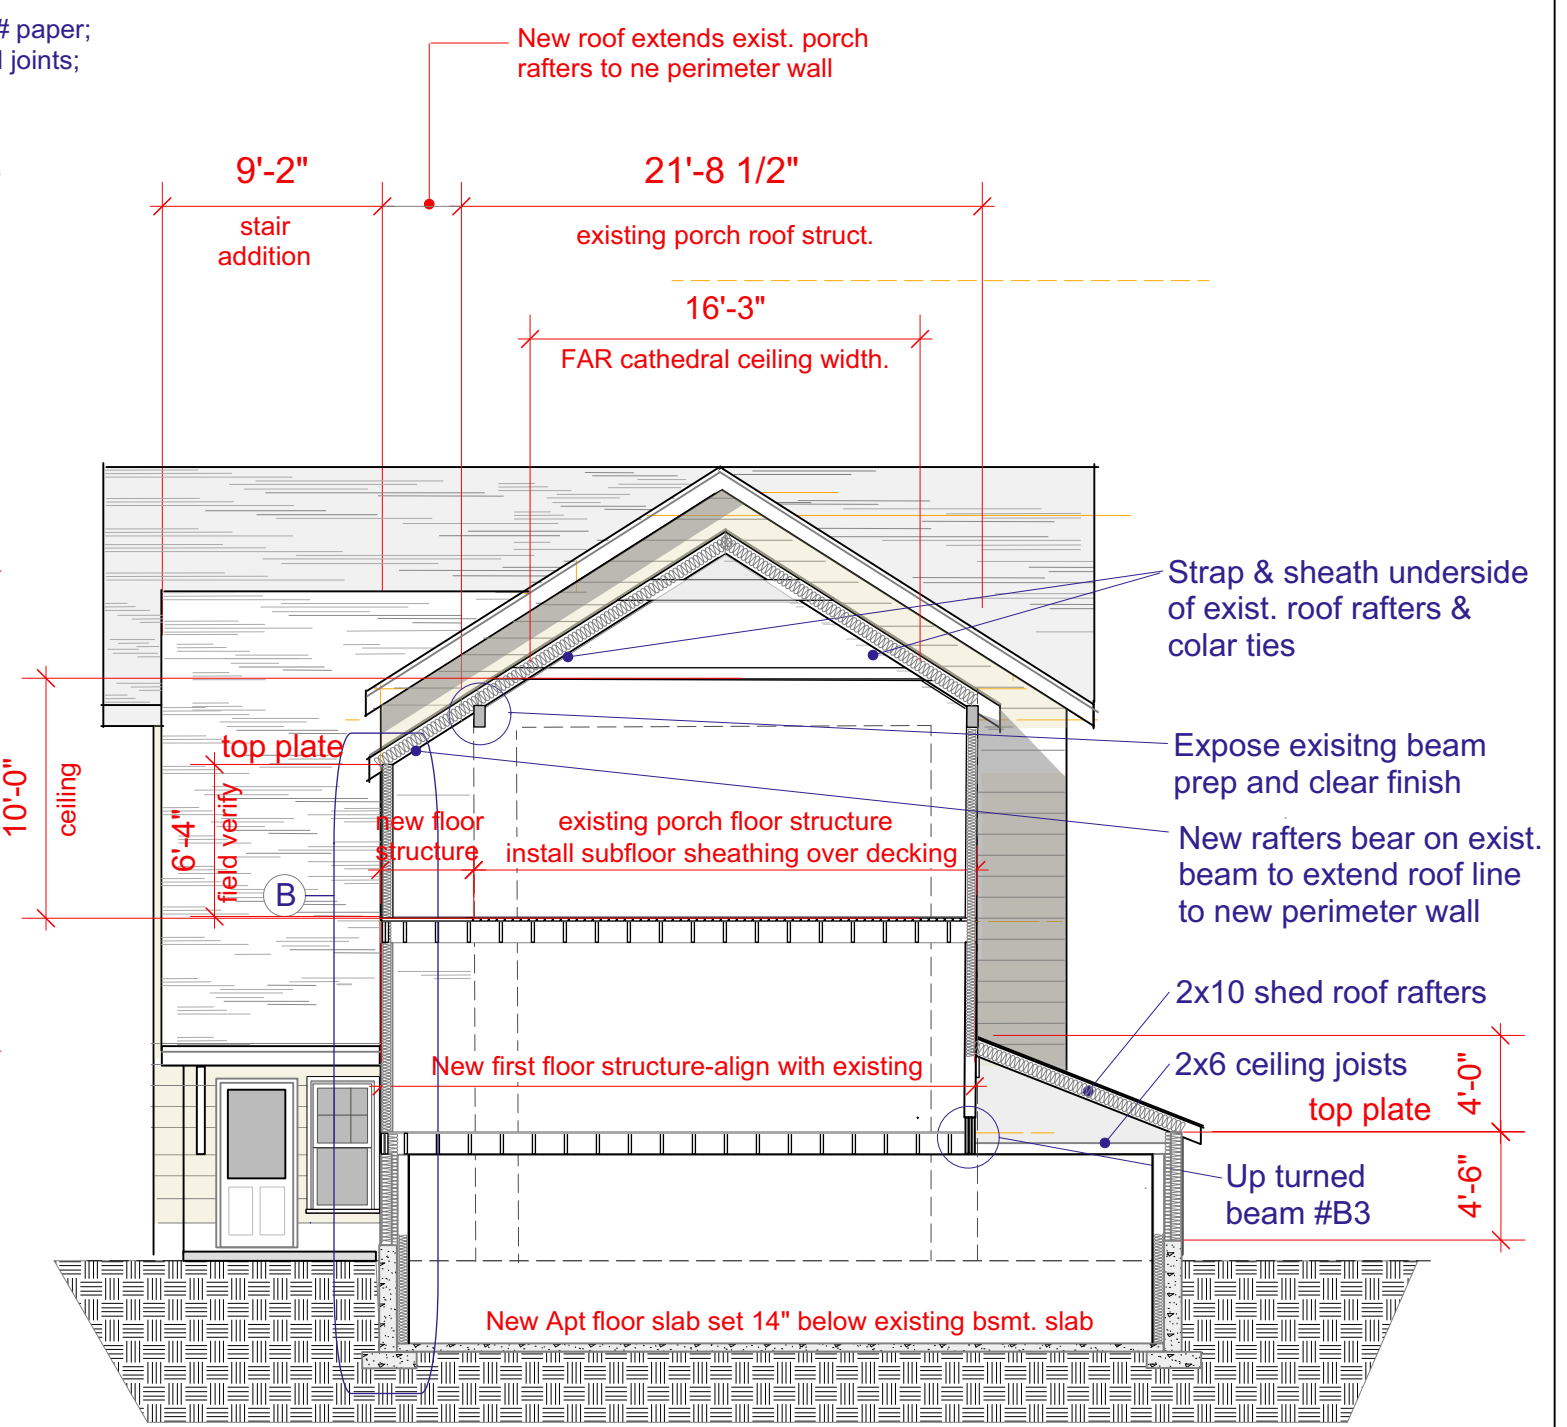 # paper;
joints;
New roof extends exist. porch
rafters to ne perimeter wall
9'-2"
21'-8 1/2"
stair
addition
existing porch roof struct.
16'-3"
FAR cathedral ceiling width.
Strap & sheath underside
of exist. roof rafters &
colar ties
top plate
Expose exisitng beam
prep and clear finish
10'-0"
ceiling
6'-4"
field verify
new floor
structure
existing porch floor structure
install subfloor sheathing over decking
New rafters bear on exist.
beam to extend roof line
to new perimeter wall
B
2x10 shed roof rafters
New first floor structure-align with existing
2x6 ceiling joists
top plate
4'-0"
4'-6"
Up turned
beam #B3
New Apt floor slab set 14" below existing bsmt. slab